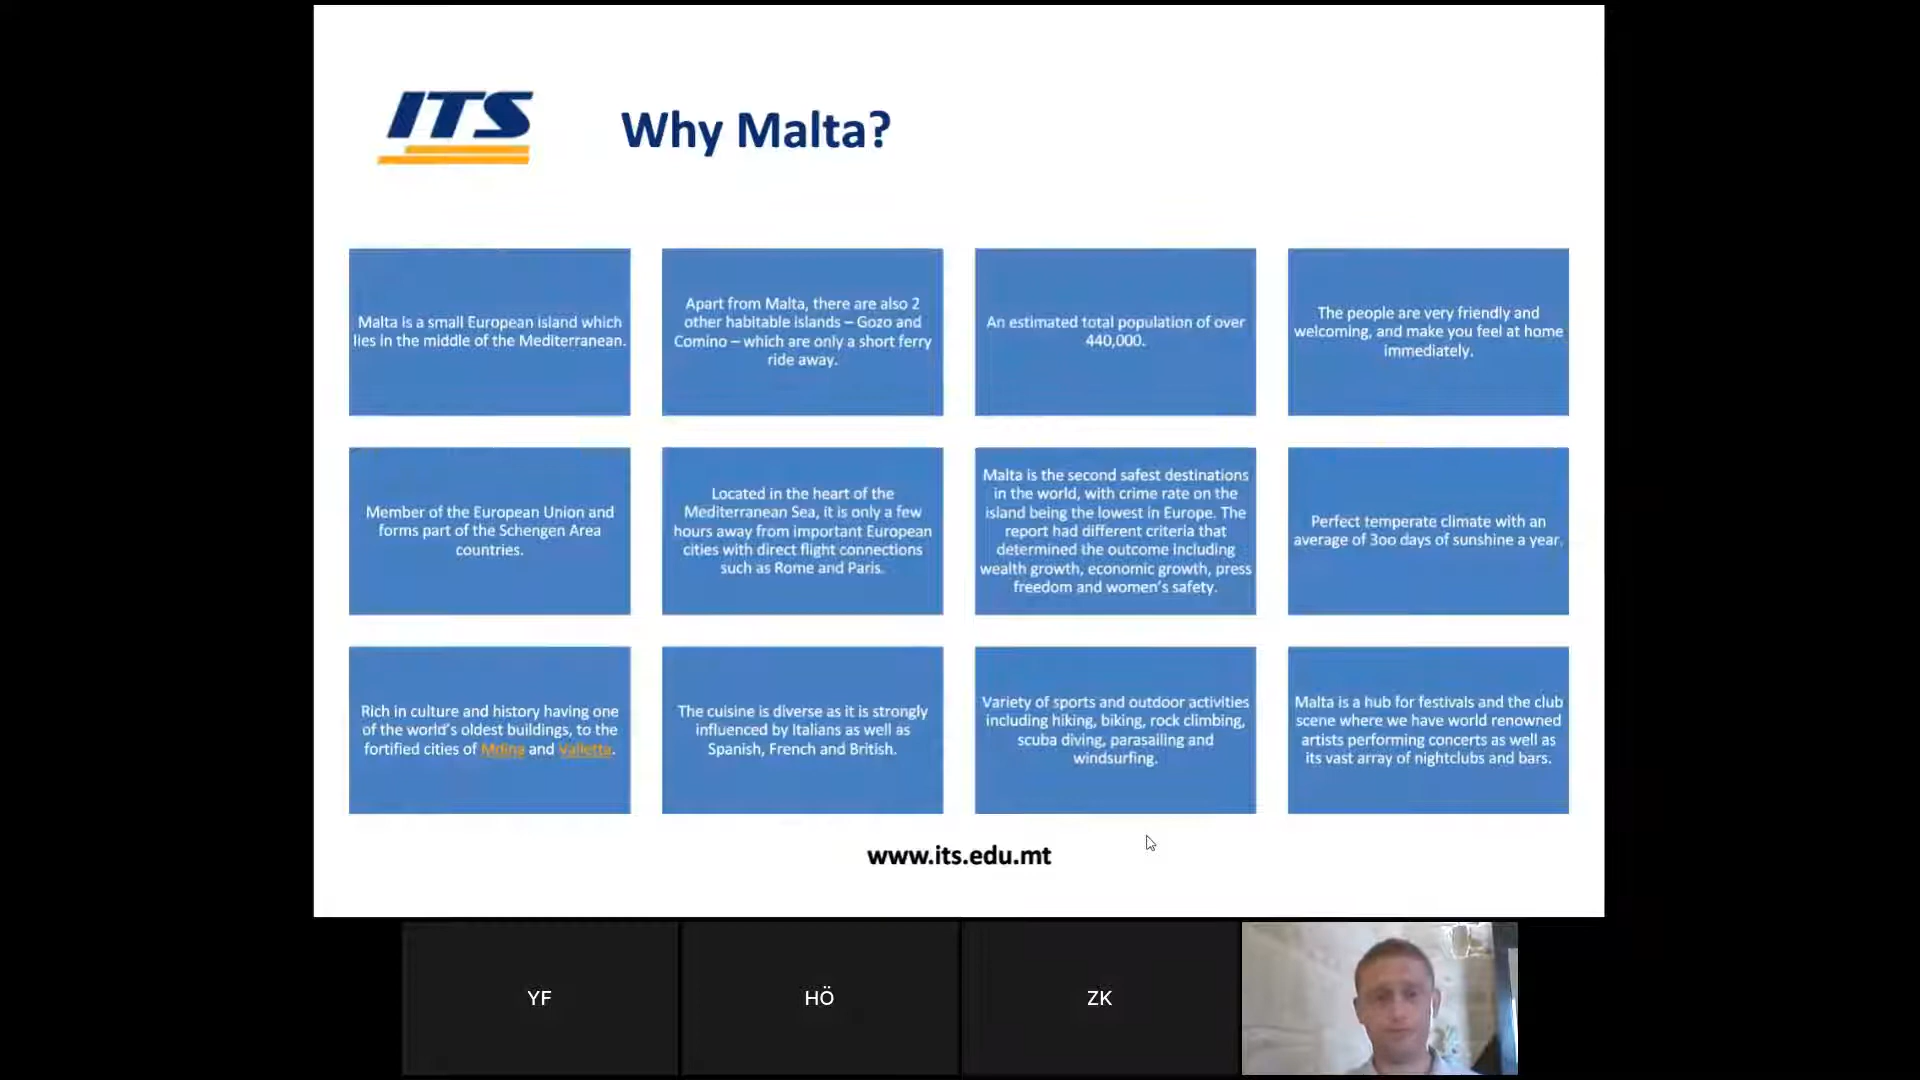 ITS
Why Malta?
Malta is a small European island which
lies in the middle of the Mediterranean.
Apart from Malta, there are also 2
other habitable islands – Gozo and
Comino – which are only a short ferry
ride away.
An estimated total population of over
440,000.
The people are very friendly and
welcoming, and make you feel at home
immediately.
Member of the European Union and
forms part of the Schengen Area
countries.
Located in the heart of the
Mediterranean Sea, it is only a few
hours away from important European
cities with direct flight connections
such as Rome and Paris.
Malta is the second safest destinations
in the world, with crime rate on the
island being the lowest in Europe. The
report had different criteria that
determined the outcome including
wealth growth, economic growth, press
freedom and women's safety.
Perfect temperate climate with an
average of 3oo days of sunshine a year.
Rich in culture and history having one
of the world's oldest buildings, to the
fortified cities of Mdina and Valletta.
The cuisine is diverse as it is strongly
influenced by Italians as well as
Spanish, French and British.
Variety of sports and outdoor activities
including hiking, biking, rock climbing,
scuba diving, parasailing and
windsurfing.
Malta is a hub for festivals and the club
scene where we have world renowned
artists performing concerts as well as
its vast array of nightclubs and bars.
www.its.edu.mt
YF
HÖ
ZK